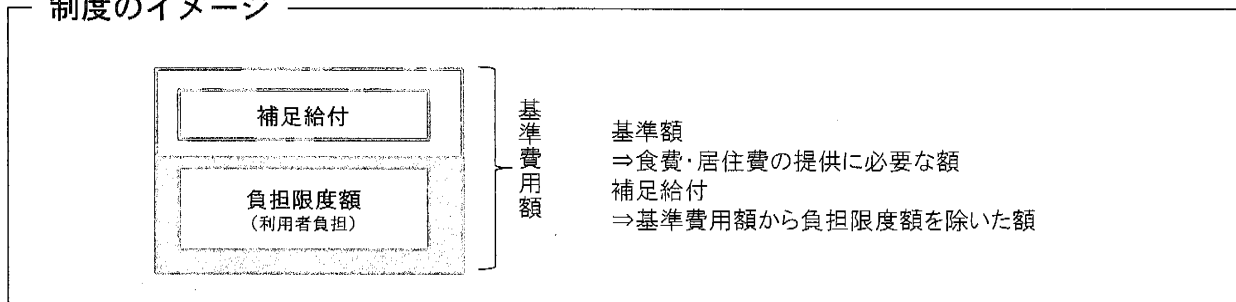 制度のイメージ
補足給付
負担限度額
（利用者負担）
基準費用額
基準額
⇒食費・居住費の提供に必要な額
補足給付
⇒基準費用額から負担限度額を除いた額